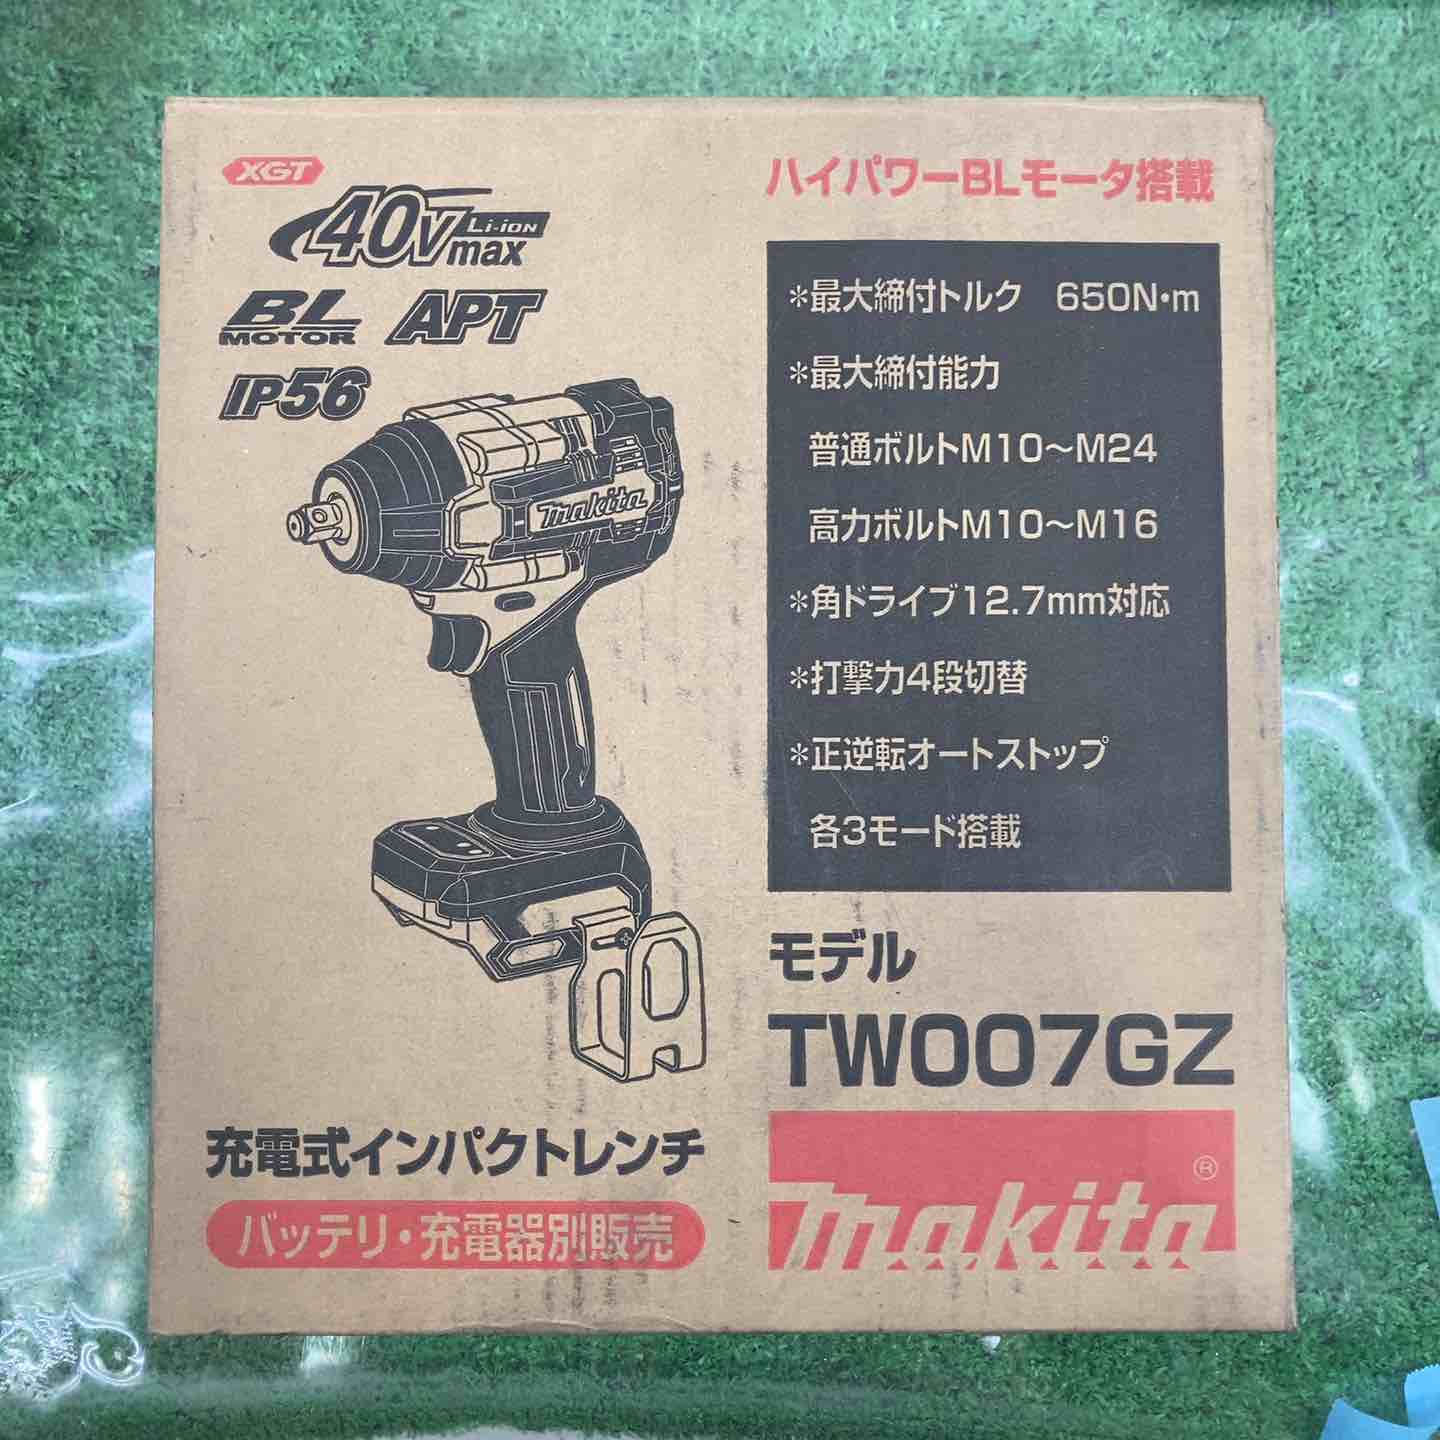 XGT
40Vmax Li-ion
BL MOTOR
APT
IP56
makita
充電式インパクトレンチ
バッテリ・充電器別販売
ハイパワーBLモータ搭載
*最大締付トルク 650N・m
*最大締付能力
普通ボルトM10〜M24
高力ボルトM10〜M16
*角ドライブ12.7mm対応
*打撃力4段切替
*正逆転オートストップ
各3モード搭載
モデル
TW007GZ
makita®